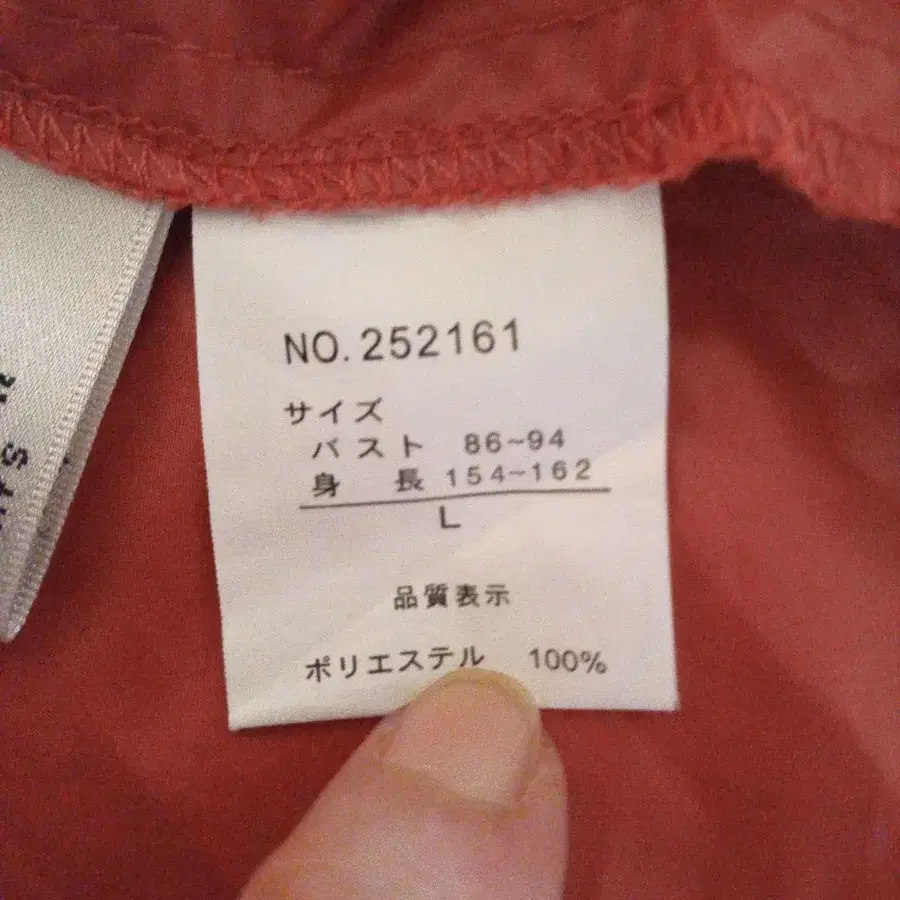 NO.252161
サイズ
バスト 86~94
身長 154~162
L
品質表示
ポリエステル 100%